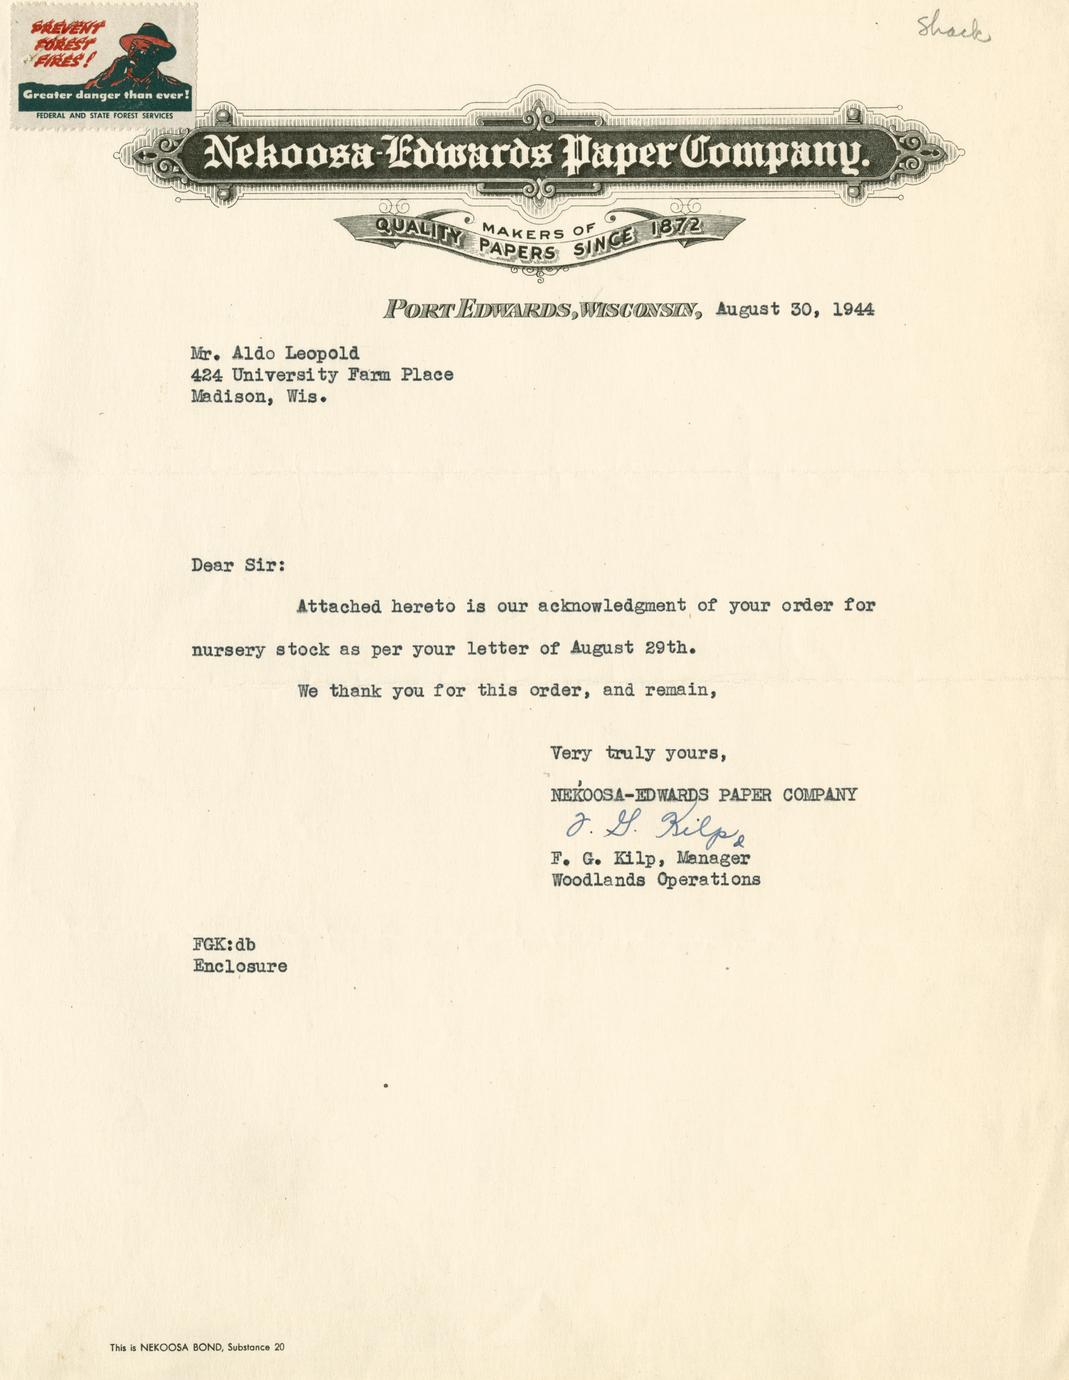 PREVENT
FOREST
FIRES!
Greater danger than ever!
FEDERAL AND STATE FOREST SERVICES
Shack
Nekoosa-Edwards Paper Company.
MAKERS OF
QUALITY PAPERS SINCE 1872
PORT EDWARDS, WISCONSIN, August 30, 1944
Mr. Aldo Leopold
424 University Farm Place
Madison, Wis.
Dear Sir:
Attached hereto is our acknowledgment of your order for
nursery stock as per your letter of August 29th.
We thank you for this order, and remain,
Very truly yours,
NEKOOSA-EDWARDS PAPER COMPANY
F. G. Kilp
F. G. Kilp, Manager
Woodlands Operations
FGK:db
Enclosure
This is NEKOOSA BOND, Substance 20